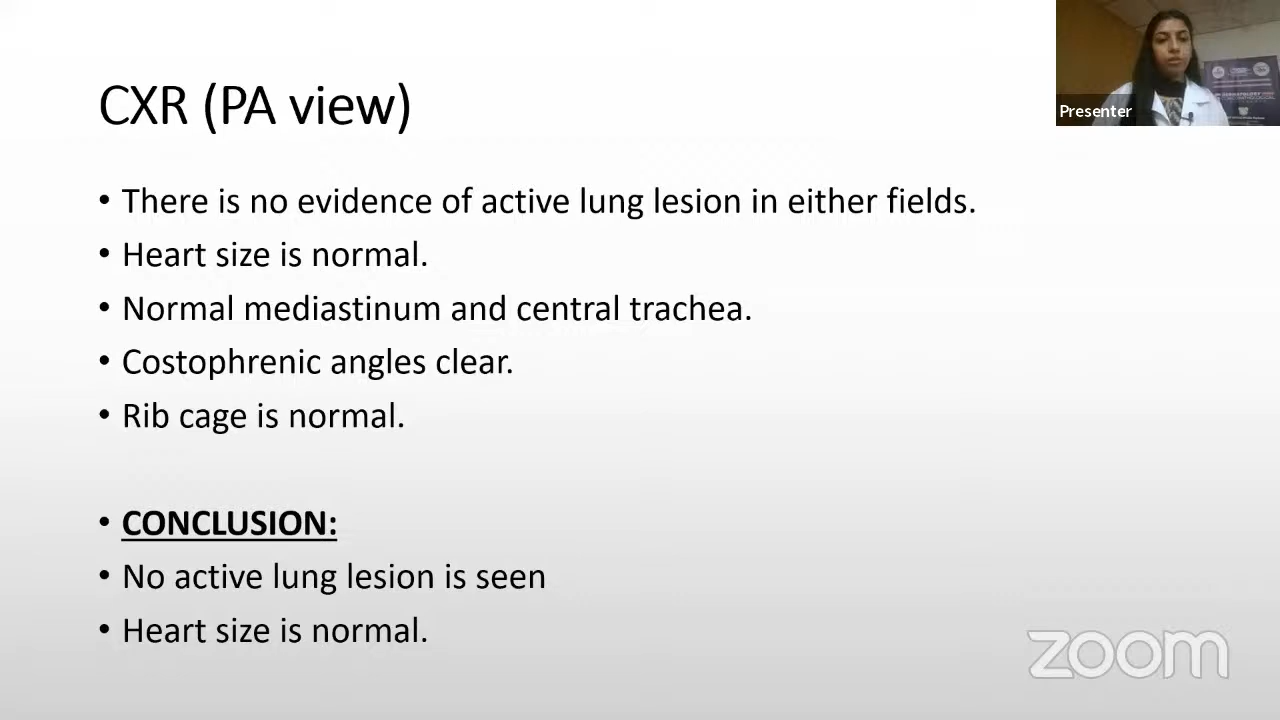 CXR (PA view)
Presenter
• There is no evidence of active lung lesion in either fields.
• Heart size is normal.
• Normal mediastinum and central trachea.
• Costophrenic angles clear.
• Rib cage is normal.
• CONCLUSION:
• No active lung lesion is seen
• Heart size is normal.
zoom